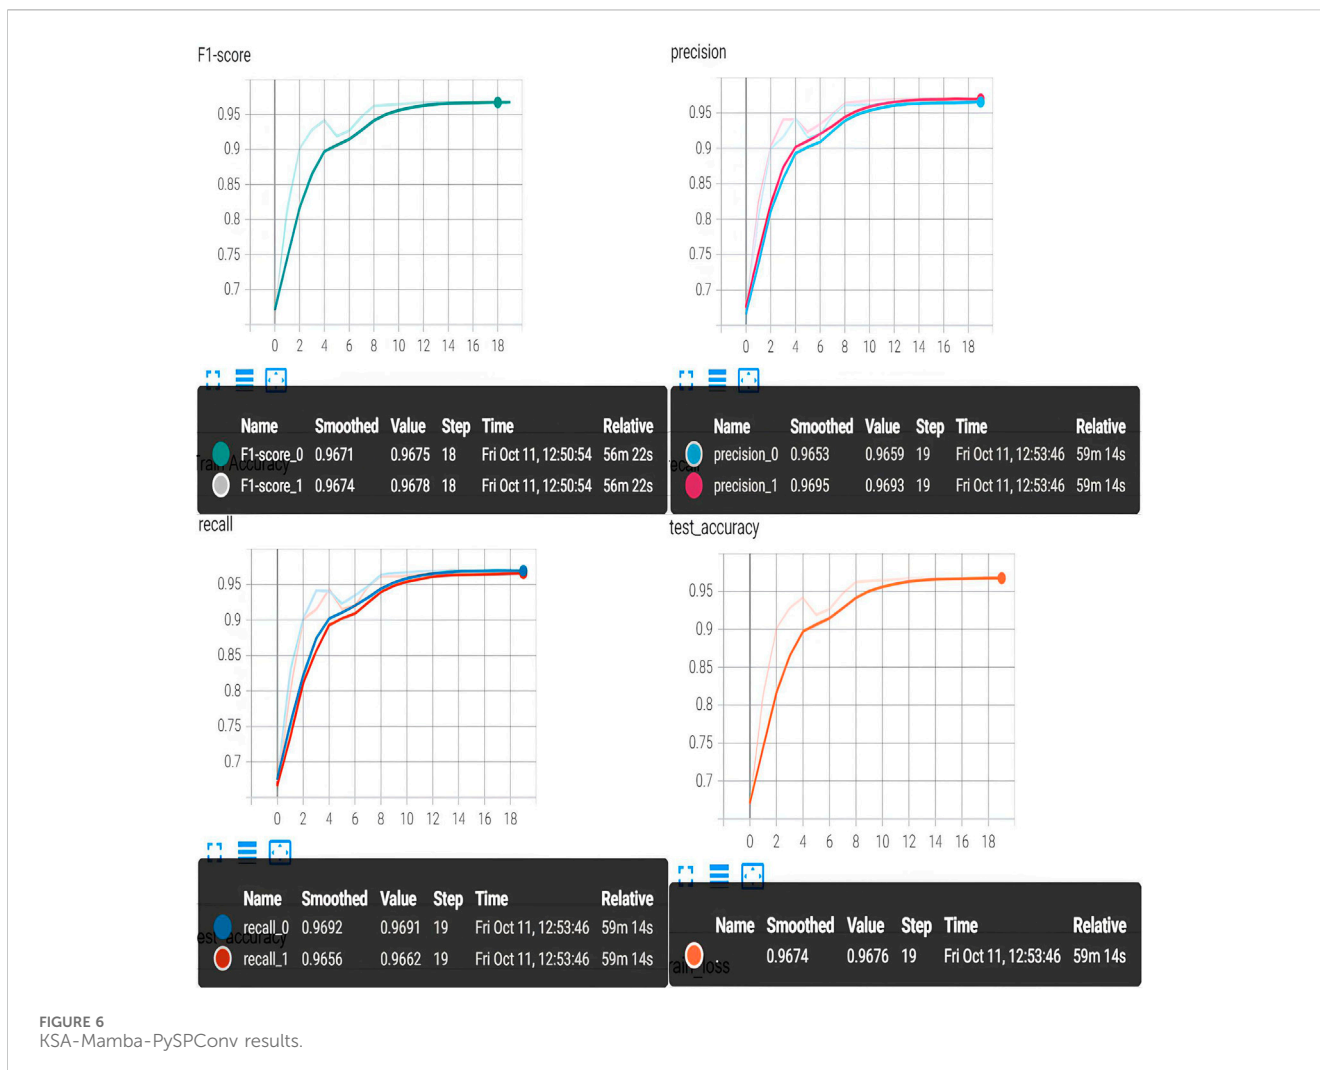 F1-score
0.95
0.9
0.85
0.8
0.75
0.7
0 2 4 6 8 10 12 14 16 18
Name Smoothed Value Step Time Relative
F1-score_0 0.9671 0.9675 18 Fri Oct 11, 12:50:54 56m 22s
Train Accuracy
F1-score_1 0.9674 0.9678 18 Fri Oct 11, 12:50:54 56m 22s
precision
0.95
0.9
0.85
0.8
0.75
0.7
0 2 4 6 8 10 12 14 16 18
Name Smoothed Value Step Time Relative
precision_0 0.9653 0.9659 19 Fri Oct 11, 12:53:46 59m 14s
recall
precision_1 0.9695 0.9693 19 Fri Oct 11, 12:53:46 59m 14s
recall
0.95
0.9
0.85
0.8
0.75
0.7
0 2 4 6 8 10 12 14 16 18
Name Smoothed Value Step Time Relative
recall_0 0.9692 0.9691 19 Fri Oct 11, 12:53:46 59m 14s
est_accuracy
recall_1 0.9656 0.9662 19 Fri Oct 11, 12:53:46 59m 14s
test_accuracy
0.95
0.9
0.85
0.8
0.75
0.7
0 2 4 6 8 10 12 14 16 18
Name Smoothed Value Step Time Relative
. 0.9674 0.9676 19 Fri Oct 11, 12:53:46 59m 14s
rain_loss
FIGURE 6
KSA-Mamba-PySPConv results.